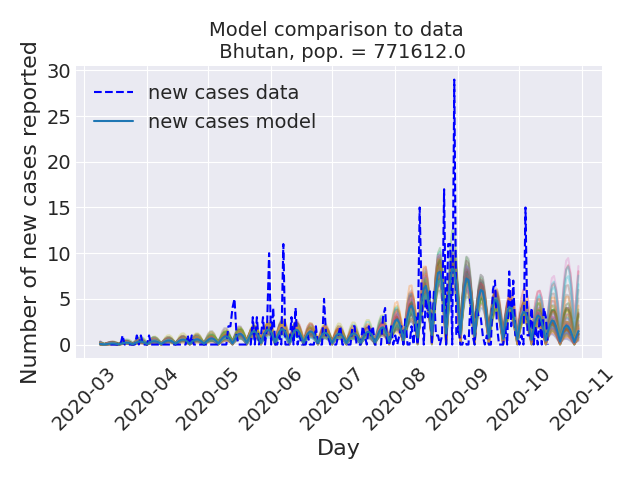 Model comparison to data
Bhutan, pop. = 771612.0
Number of new cases reported
30
25
20
15
10
5
0
new cases data
new cases model
2020-03
2020-04
2020-05
2020-06
2020-07
2020-08
2020-09
2020-10
2020-11
Day